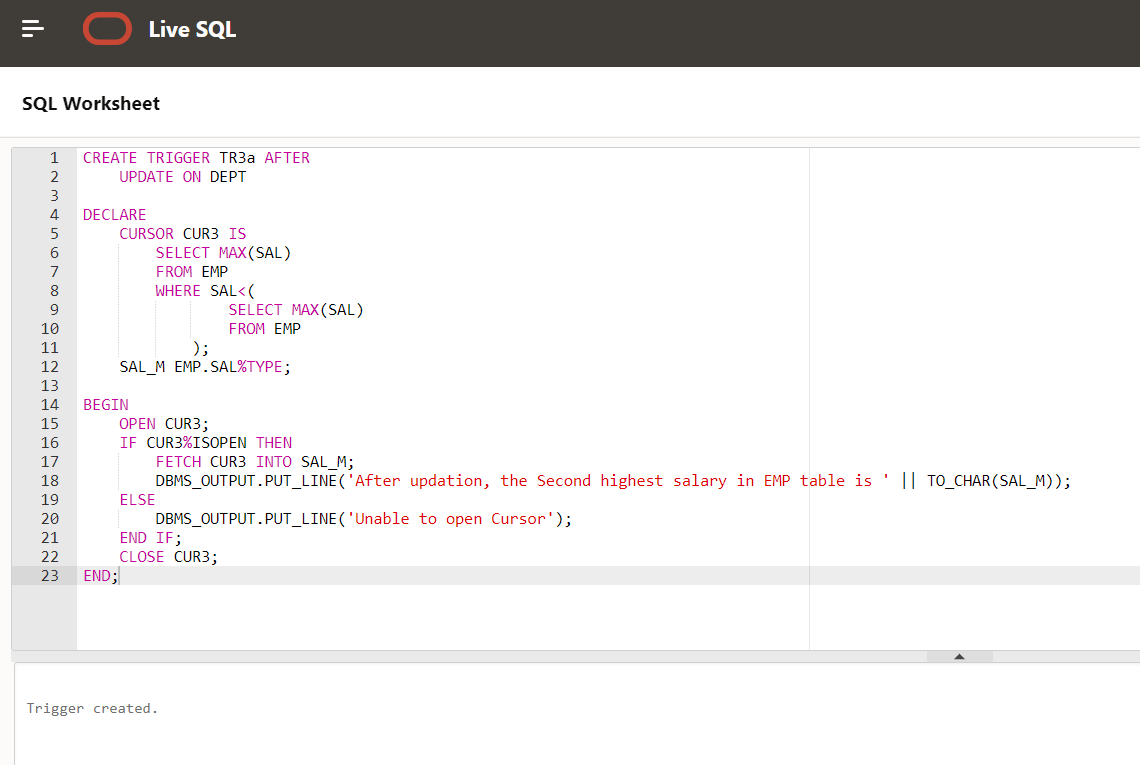 Live SQL
SQL Worksheet
1 CREATE TRIGGER TR3a AFTER
2 UPDATE ON DEPT
3
4 DECLARE
5 CURSOR CUR3 IS
6 SELECT MAX(SAL)
7 FROM EMP
8 WHERE SAL<(
9 SELECT MAX(SAL)
10 FROM EMP
11 );
12 SAL_M EMP.SAL%TYPE;
13
14 BEGIN
15 OPEN CUR3;
16 IF CUR3%ISOPEN THEN
17 FETCH CUR3 INTO SAL_M;
18 DBMS_OUTPUT.PUT_LINE('After updation, the Second highest salary in EMP table is ' || TO_CHAR(SAL_M));
19 ELSE
20 DBMS_OUTPUT.PUT_LINE('Unable to open Cursor');
21 END IF;
22 CLOSE CUR3;
23 END;
Trigger created.